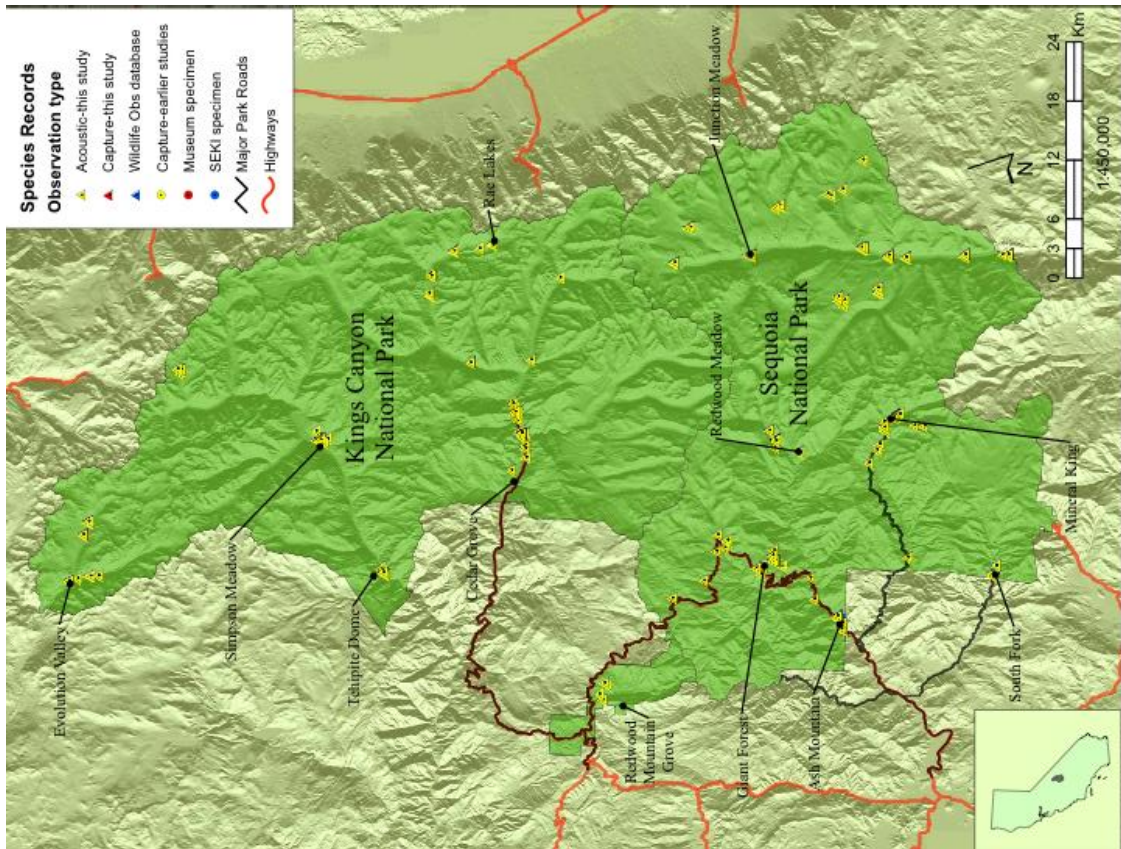 Species Records
Observation type
Acoustic-this study
Capture-this study
Wildlife Obs database
Capture-earlier studies
Museum specimen
SEKI specimen
Major Park Roads
Highways
Evolution Valley
Simpson Meadow
Tehipite Dome
Kings Canyon
National Park
Rae Lakes
Cedar Grove
Redwood
Mountain
Grove
Giant Forest
Ash Mountain
Redwood Meadow
Sequoia
National Park
Junction Meadow
Mineral King
South Fork
N
0 3 6 12 18 24
Km
1:450,000